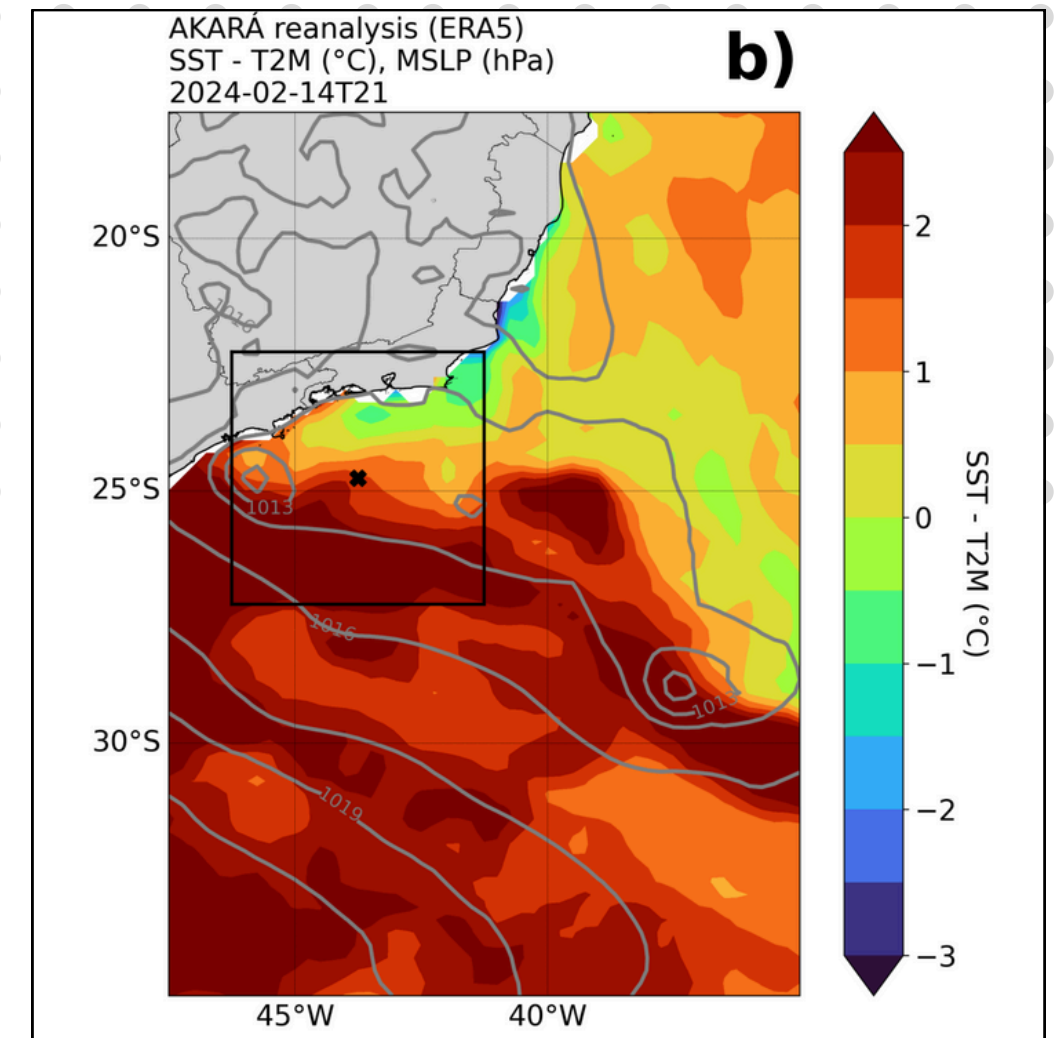 AKARÁ reanalysis (ERA5)
SST - T2M (°C), MSLP (hPa)
2024-02-14T21
b)
20°S
25°S
30°S
45°W
40°W
1016
1013
1016
1013
1019
2
1
0
−1
−2
−3
SST - T2M (°C)